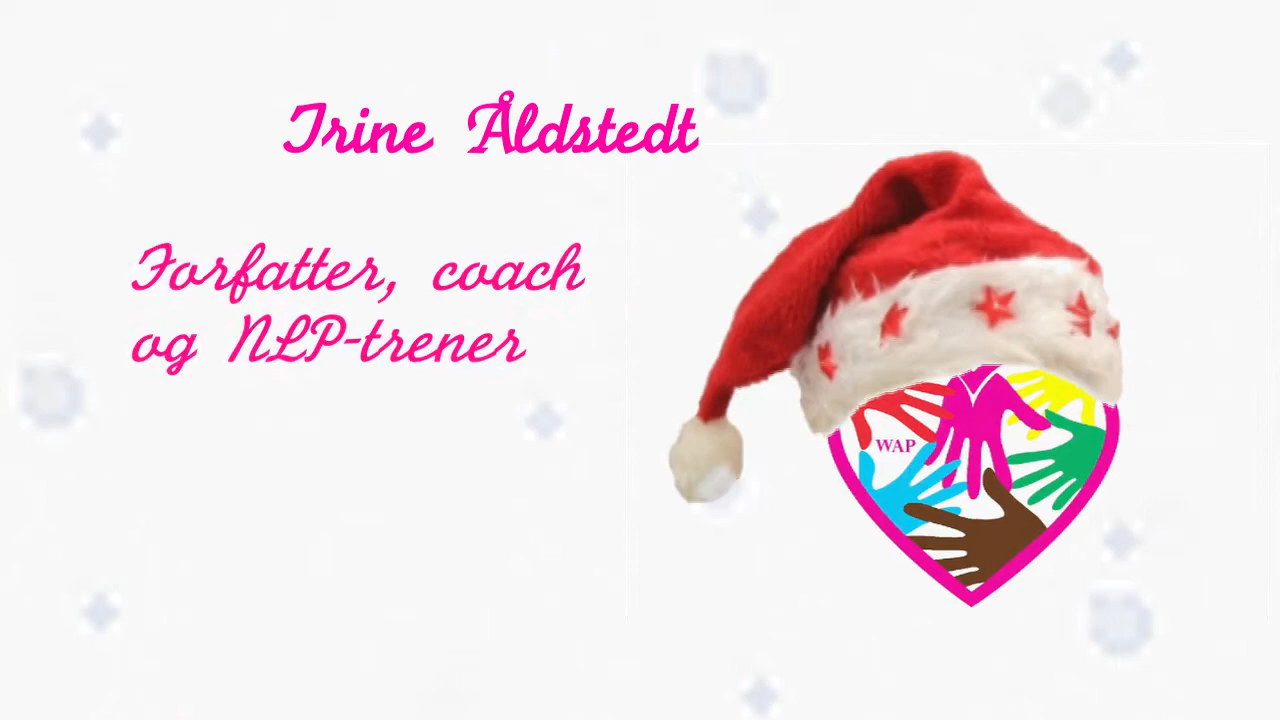 Trine Åldstedt
Forfatter, coach
og NLP-trener
WAP